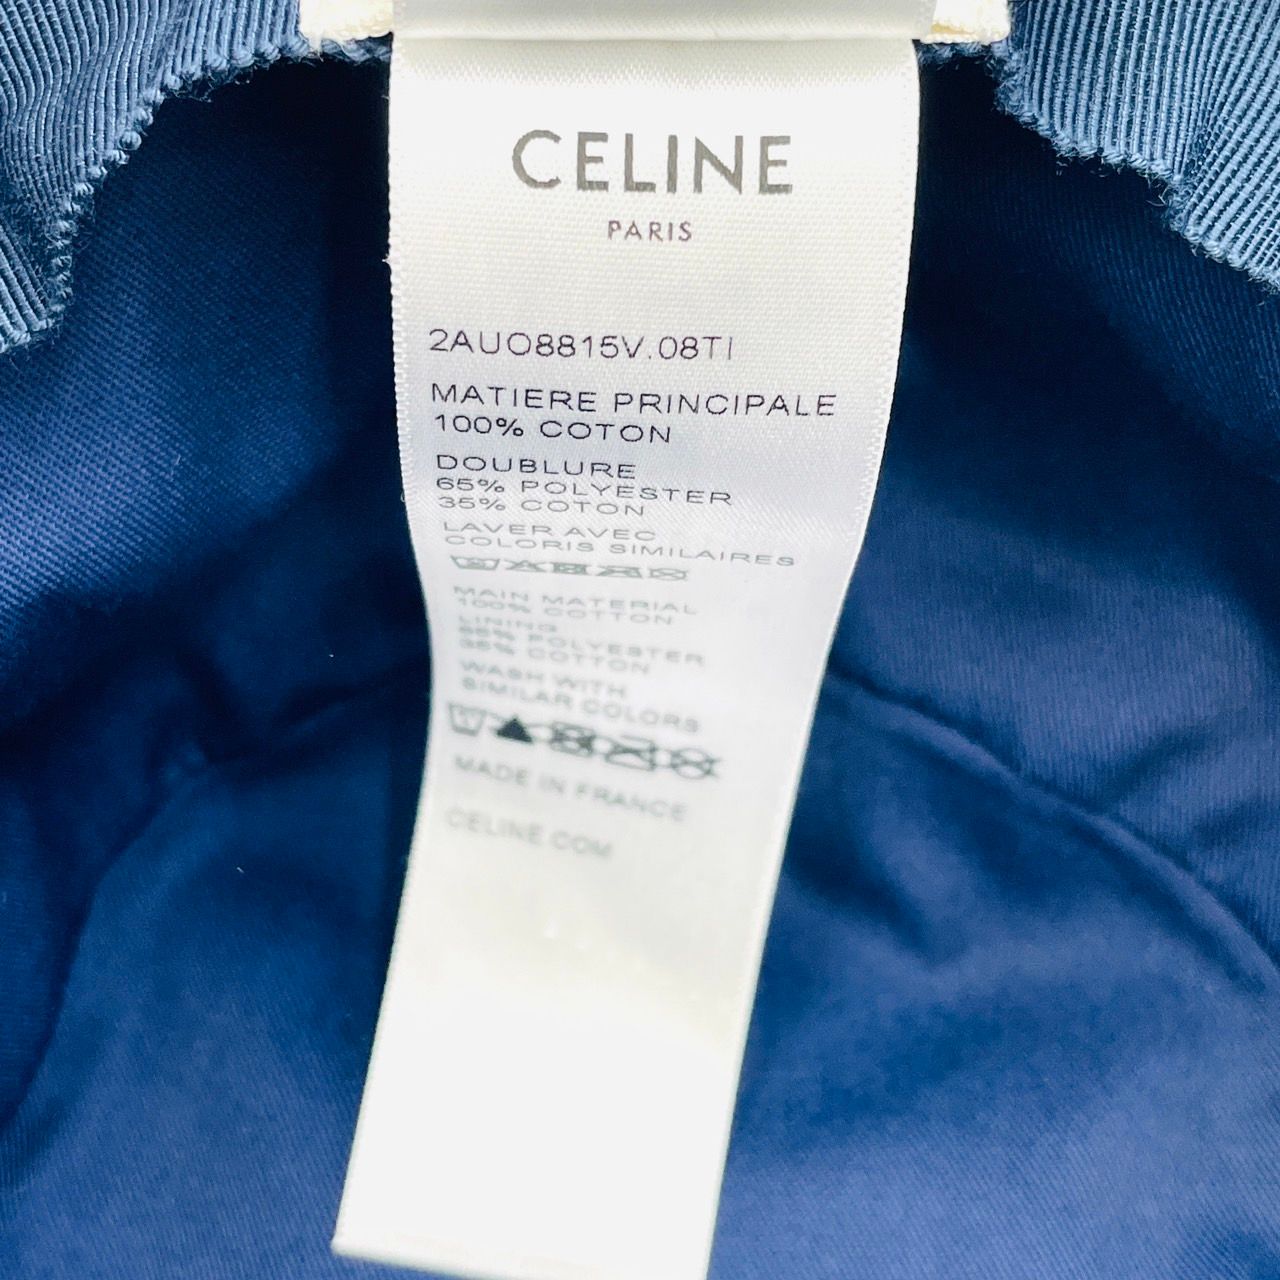 CELINE
PARIS
2AUO8815V.08TI
MATIERE PRINCIPALE
100% COTON
DOUBLURE
65% POLYESTER
35% COTON
LAVER AVEC
COLORIS SIMILAIRES
MAIN MATERIAL
100% COTTON
LINING
65% POLYESTER
35% COTTON
WASH WITH
SIMILAR COLORS
MADE IN FRANCE
CELINE.COM